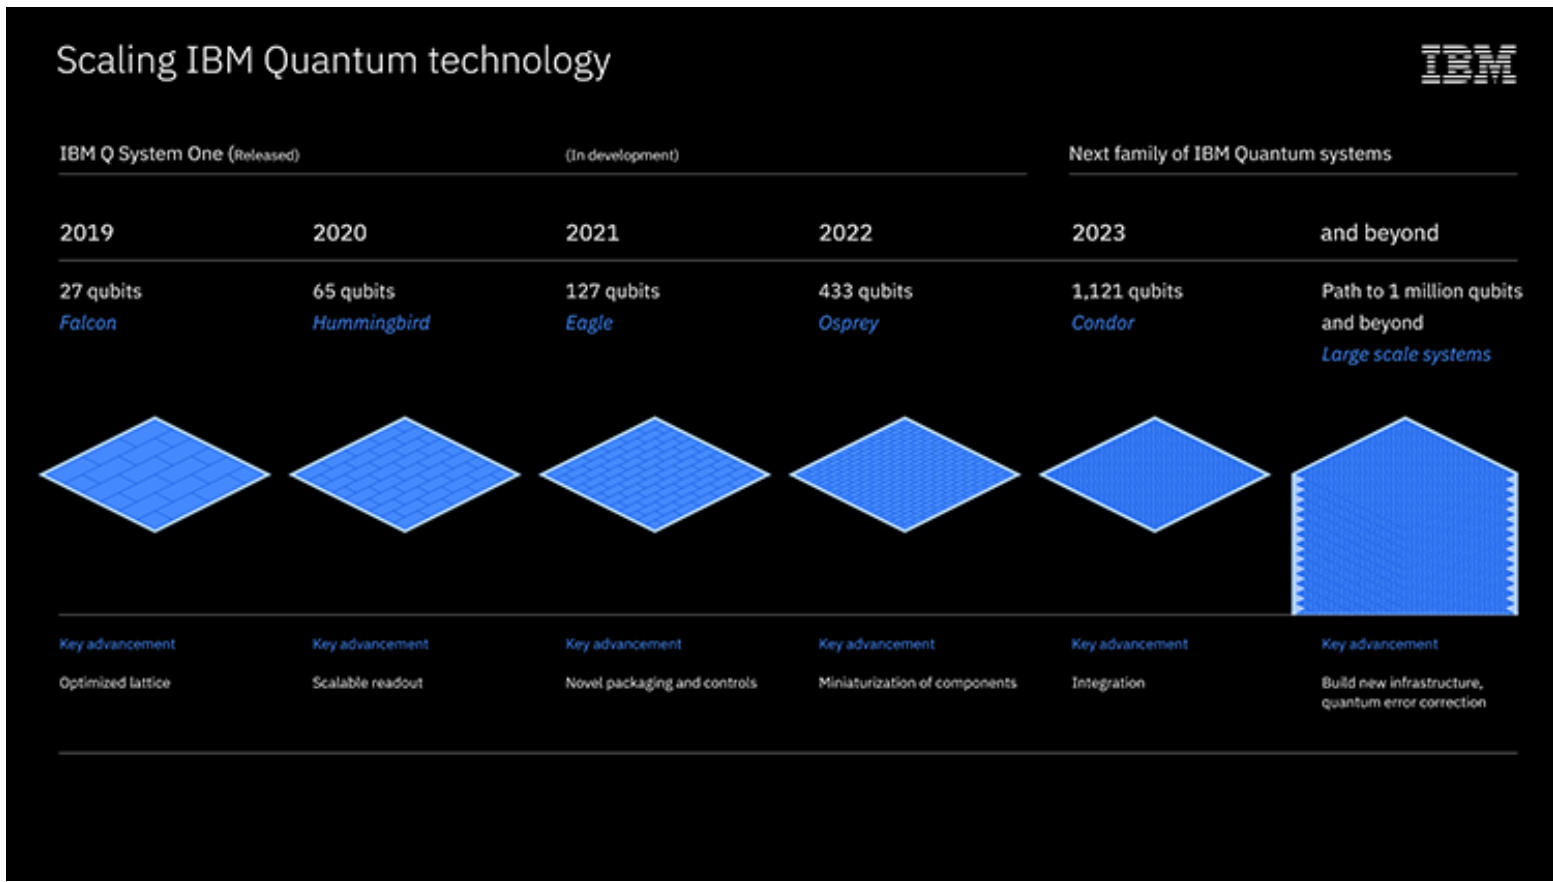 Scaling IBM Quantum technology
IBM
IBM Q System One (Released)
(In development)
Next family of IBM Quantum systems
2019
2020
2021
2022
2023
and beyond
27 qubits
Falcon
65 qubits
Hummingbird
127 qubits
Eagle
433 qubits
Osprey
1,121 qubits
Condor
Path to 1 million qubits
and beyond
Large scale systems
Key advancement
Optimized lattice
Key advancement
Scalable readout
Key advancement
Novel packaging and controls
Key advancement
Miniaturization of components
Key advancement
Integration
Key advancement
Build new infrastructure,
quantum error correction